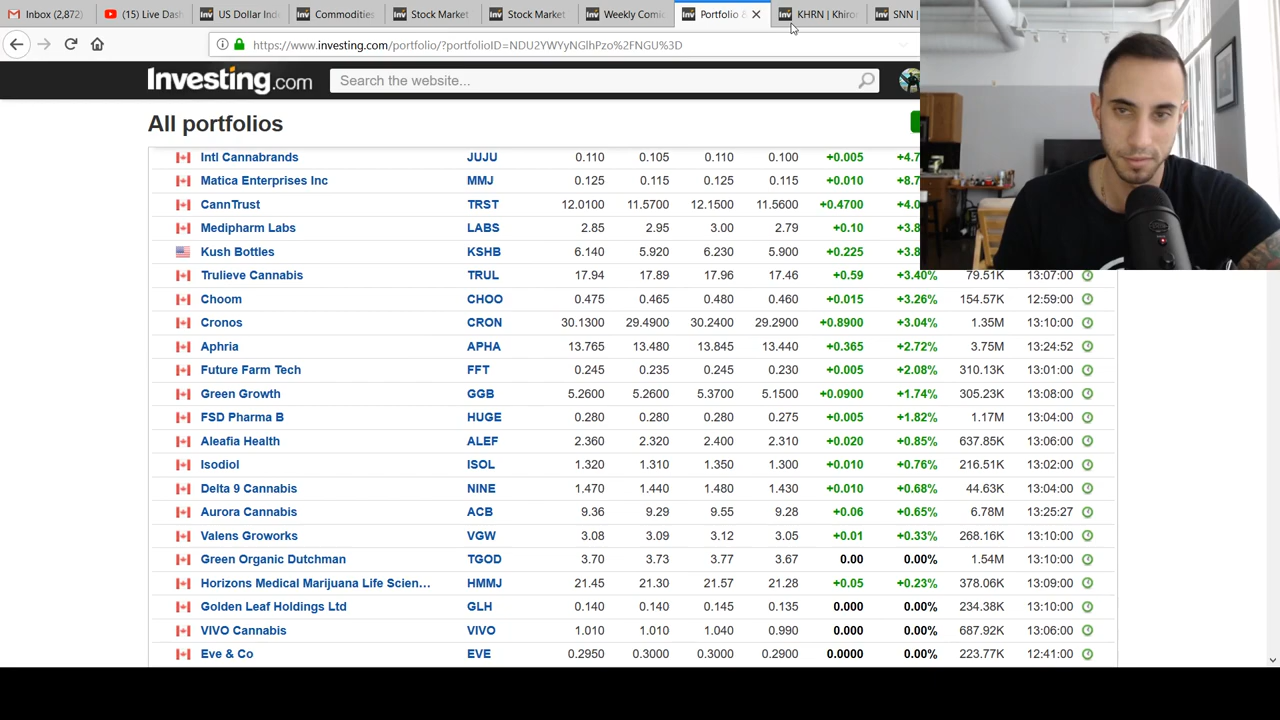 Inbox (2,872)
(15) Live Dash
US Dollar Ind
Commodities
Stock Market
Stock Market
Weekly Comic
Portfolio &
KHRN | Khiron
SNN |
https://www.investing.com/portfolio/?portfolioID=NDU2YWYyNGlhPzo%2FNGU%3D
Investing.com Search the website...
All portfolios
Intl Cannabrands JUJU 0.110 0.105 0.110 0.100 +0.005 +4.7
Matica Enterprises Inc MMJ 0.125 0.115 0.125 0.115 +0.010 +8.7
CannTrust TRST 12.0100 11.5700 12.1500 11.5600 +0.4700 +4.0
Medipharm Labs LABS 2.85 2.95 3.00 2.79 +0.10 +3.8
Kush Bottles KSHB 6.140 5.920 6.230 5.900 +0.225 +3.8
Trulieve Cannabis TRUL 17.94 17.89 17.96 17.46 +0.59 +3.40% 79.51K 13:07:00
Choom CHOO 0.475 0.465 0.480 0.460 +0.015 +3.26% 154.57K 12:59:00
Cronos CRON 30.1300 29.4900 30.2400 29.2900 +0.8900 +3.04% 1.35M 13:10:00
Aphria APHA 13.765 13.480 13.845 13.440 +0.365 +2.72% 3.75M 13:24:52
Future Farm Tech FFT 0.245 0.235 0.245 0.230 +0.005 +2.08% 310.13K 13:01:00
Green Growth GGB 5.2600 5.2600 5.3700 5.1500 +0.0900 +1.74% 305.23K 13:08:00
FSD Pharma B HUGE 0.280 0.280 0.280 0.275 +0.005 +1.82% 1.17M 13:04:00
Aleafia Health ALEF 2.360 2.320 2.400 2.310 +0.020 +0.85% 637.85K 13:06:00
Isodiol ISOL 1.320 1.310 1.350 1.300 +0.010 +0.76% 216.51K 13:02:00
Delta 9 Cannabis NINE 1.470 1.440 1.480 1.430 +0.010 +0.68% 44.63K 13:04:00
Aurora Cannabis ACB 9.36 9.29 9.55 9.28 +0.06 +0.65% 6.78M 13:25:27
Valens Groworks VGW 3.08 3.09 3.12 3.05 +0.01 +0.33% 268.16K 13:10:00
Green Organic Dutchman TGOD 3.70 3.73 3.77 3.67 0.00 0.00% 1.54M 13:10:00
Horizons Medical Marijuana Life Scien... HMMJ 21.45 21.30 21.57 21.28 +0.05 +0.23% 378.06K 13:09:00
Golden Leaf Holdings Ltd GLH 0.140 0.140 0.145 0.135 0.000 0.00% 234.38K 13:10:00
VIVO Cannabis VIVO 1.010 1.010 1.040 0.990 0.000 0.00% 687.92K 13:06:00
Eve & Co EVE 0.2950 0.3000 0.3000 0.2900 0.0000 0.00% 223.77K 12:41:00